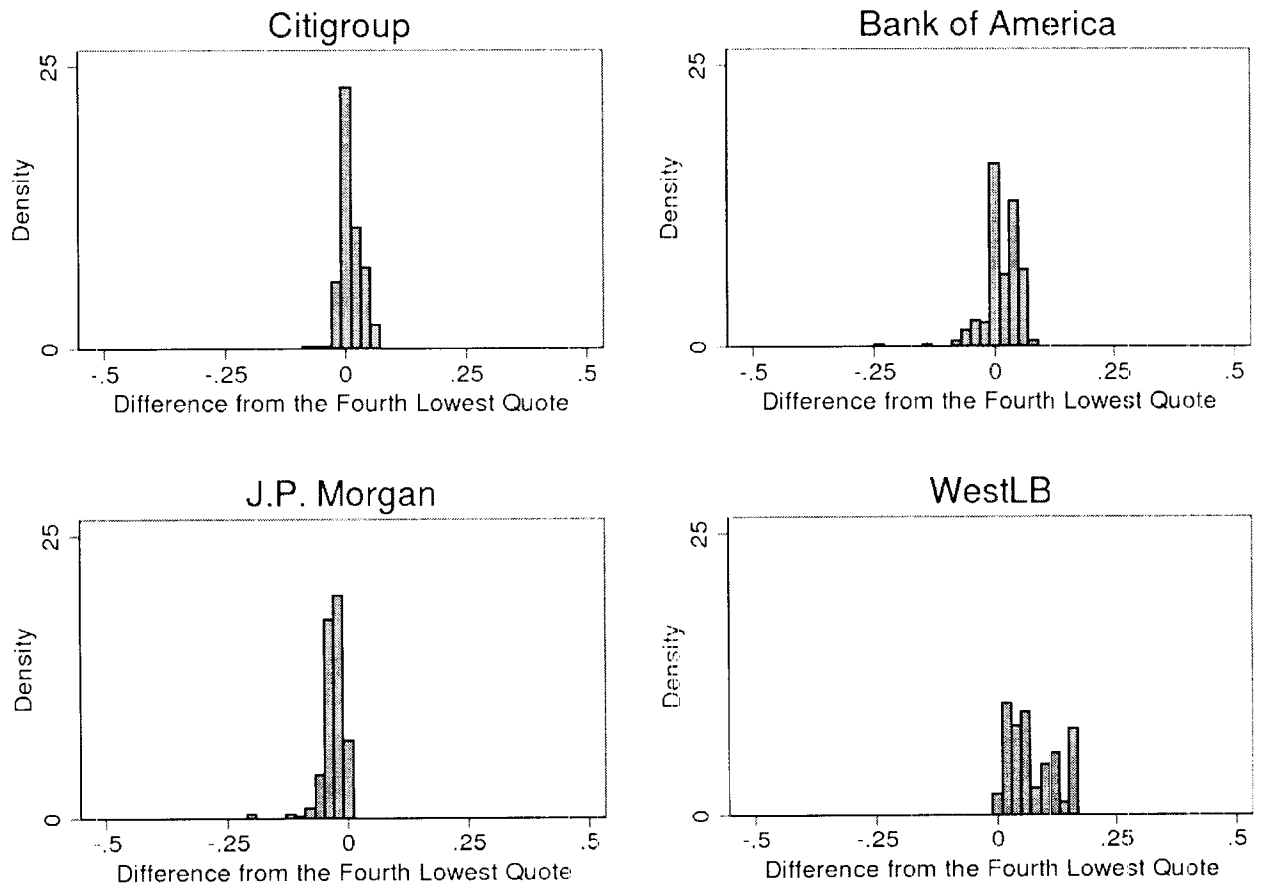 Citigroup
25
Density
0
-.5 -.25 0 .25 .5
Difference from the Fourth Lowest Quote
Bank of America
25
Density
0
-.5 -.25 0 .25 .5
Difference from the Fourth Lowest Quote
J.P. Morgan
25
Density
0
-.5 -.25 0 .25 .5
Difference from the Fourth Lowest Quote
WestLB
25
Density
0
-.5 -.25 0 .25 .5
Difference from the Fourth Lowest Quote